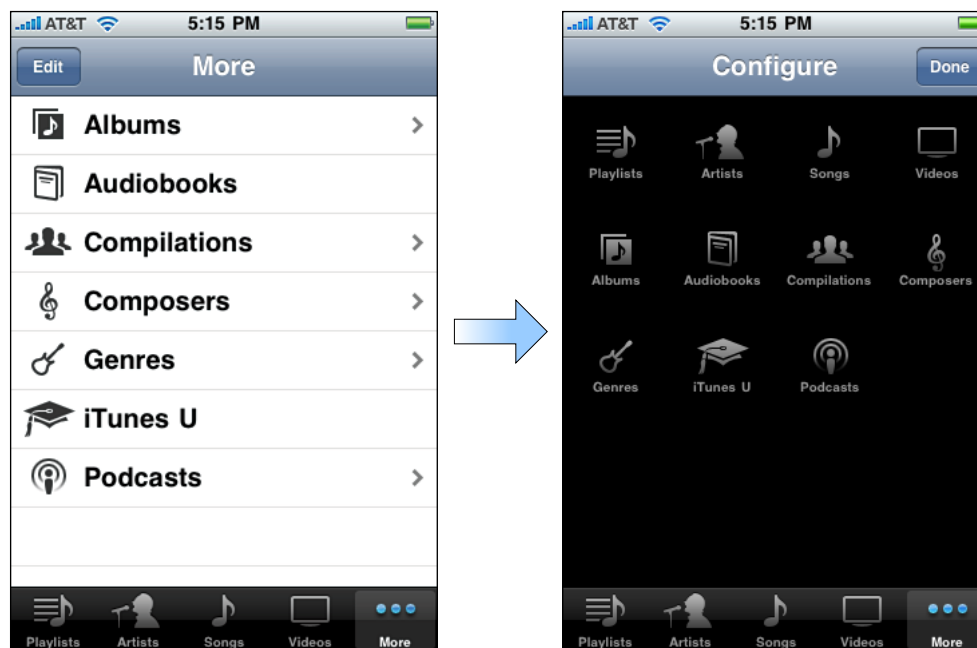 AT&T 5:15 PM
Edit More
Albums
Audiobooks
Compilations
Composers
Genres
iTunes U
Podcasts
Playlists Artists Songs Videos More
AT&T 5:15 PM
Configure Done
Playlists Artists Songs Videos
Albums Audiobooks Compilations Composers
Genres iTunes U Podcasts
Playlists Artists Songs Videos More